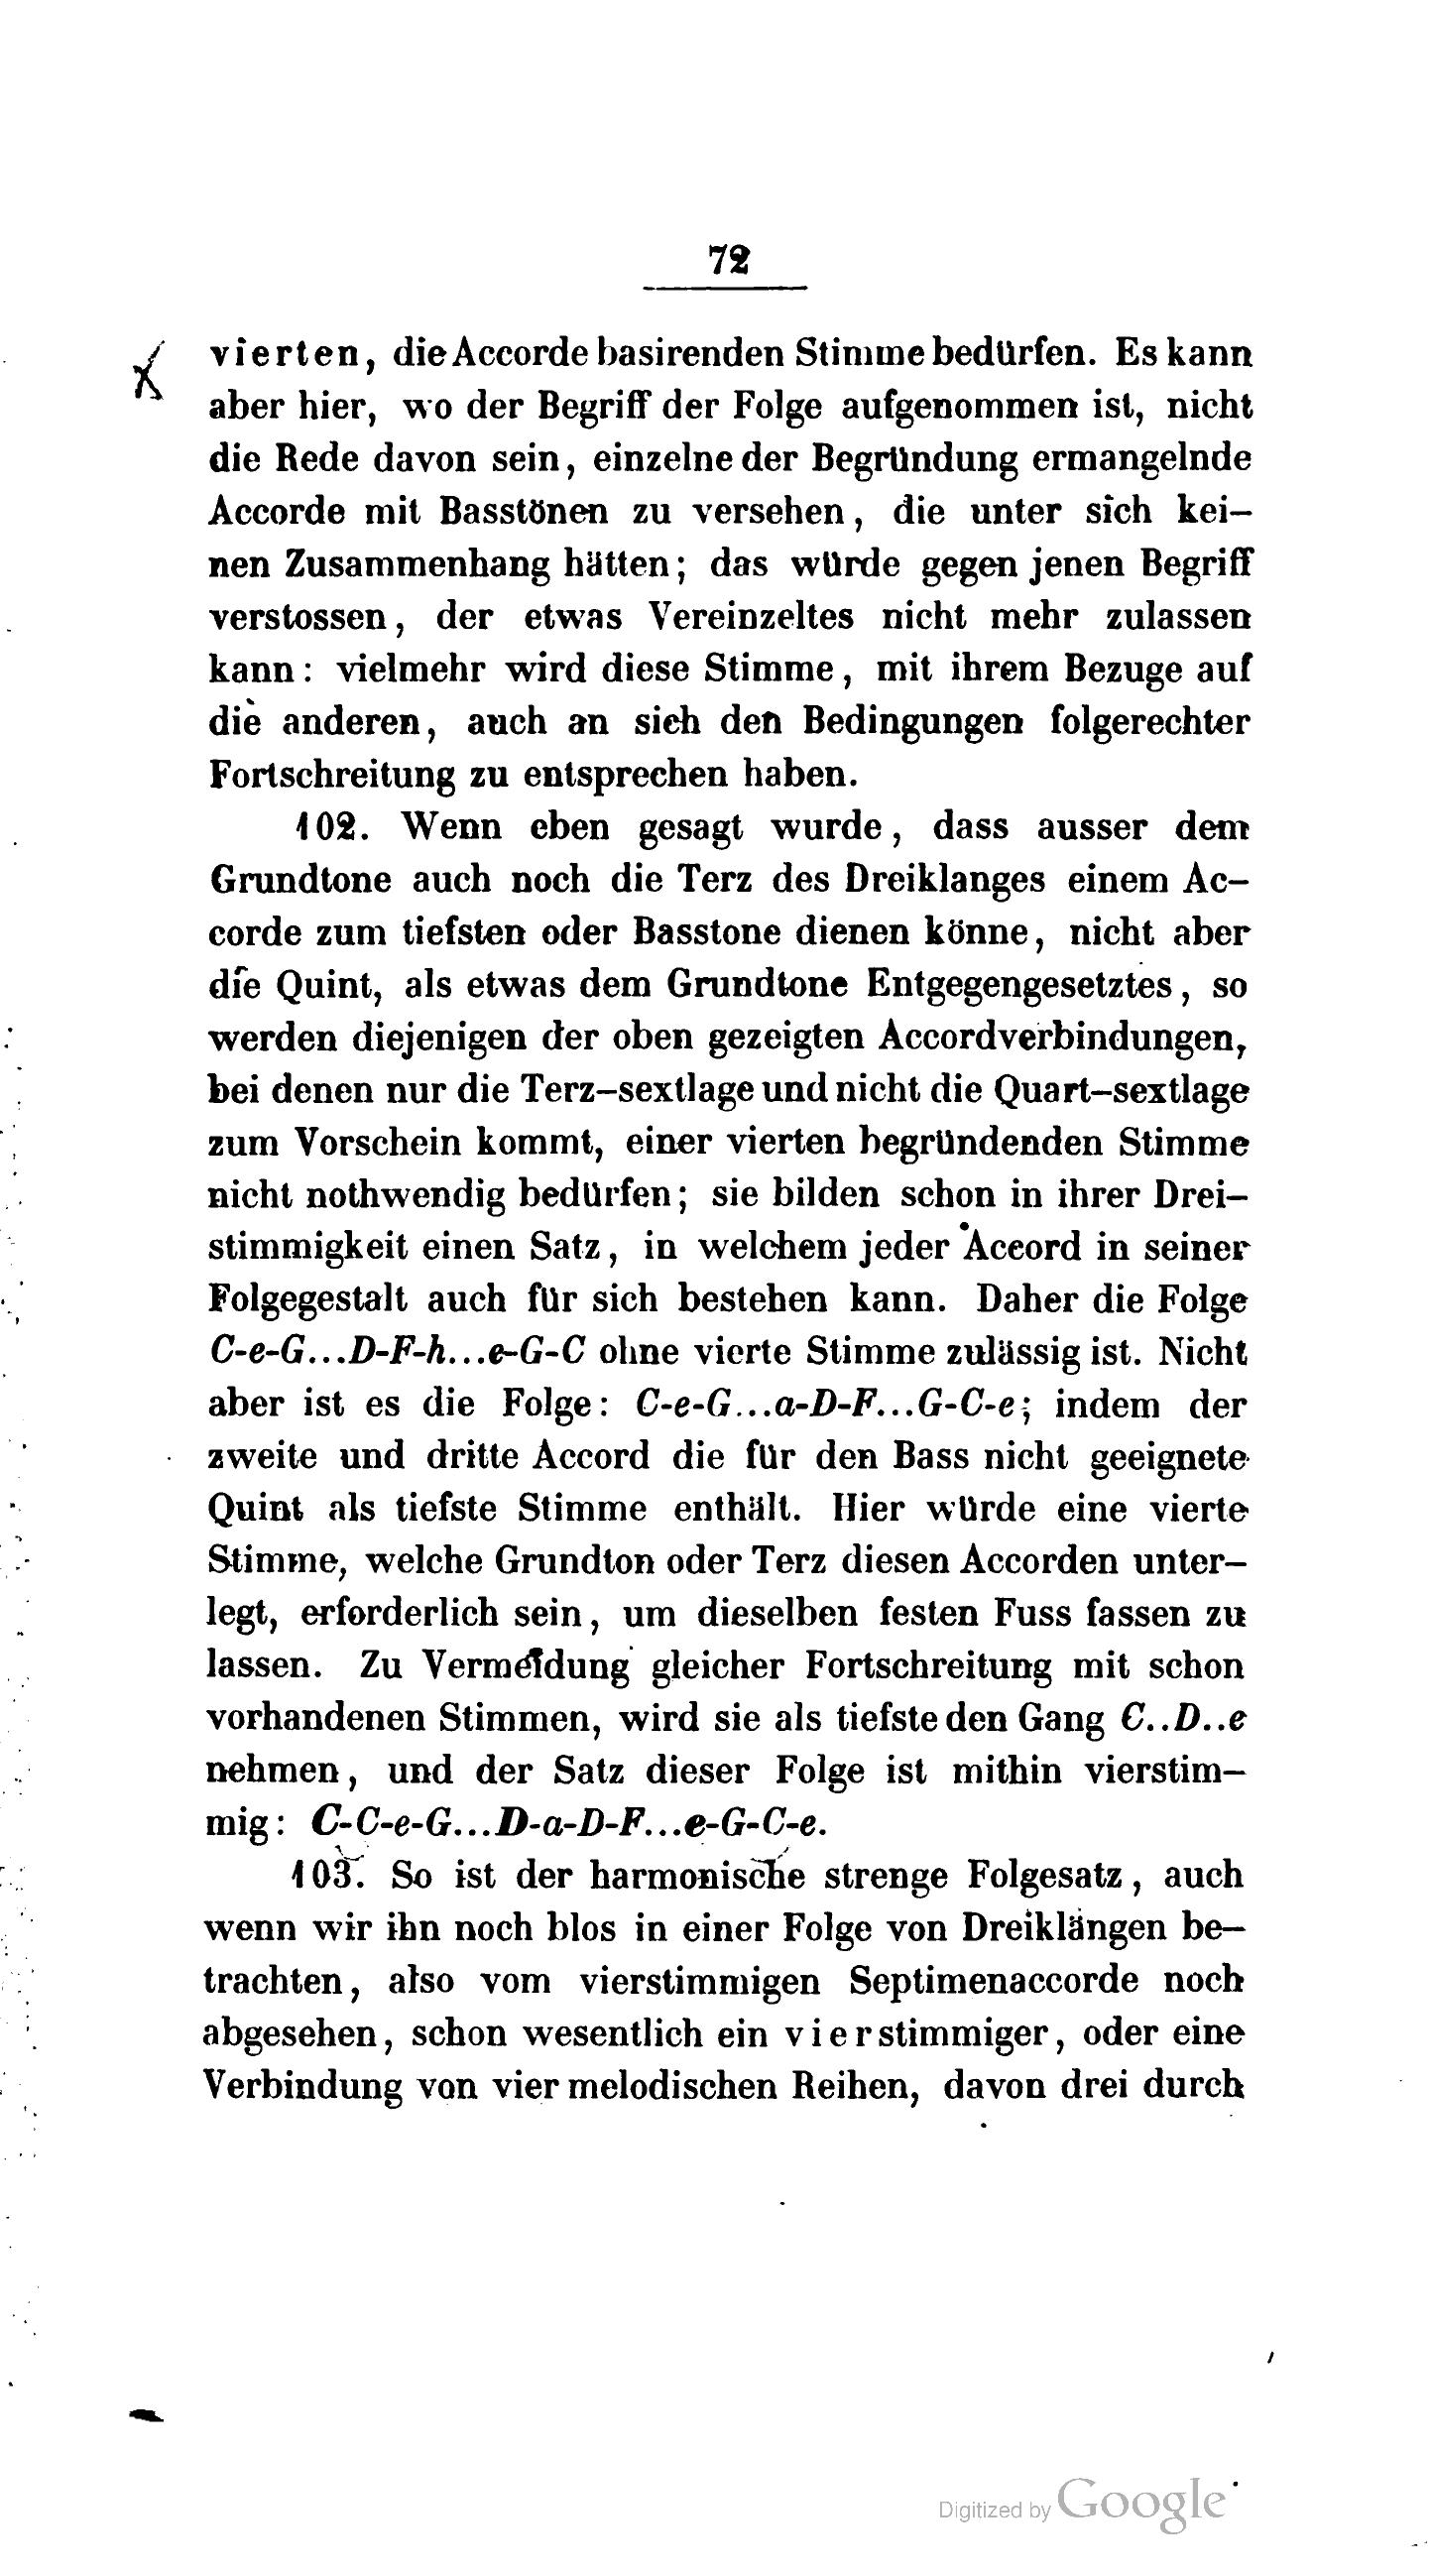 72
vierten, die Accorde basirenden Stimme bedürfen. Es kann
aber hier, wo der Begriff der Folge aufgenommen ist, nicht
die Rede davon sein, einzelne der Begründung ermangelnde
Accorde mit Basstönen zu versehen, die unter sich kei-
nen Zusammenhang hätten; das würde gegen jenen Begriff
verstossen, der etwas Vereinzeltes nicht mehr zulassen
kann: vielmehr wird diese Stimme, mit ihrem Bezuge auf
die anderen, auch an sich den Bedingungen folgerechter
Fortschreitung zu entsprechen haben.
102. Wenn eben gesagt wurde, dass ausser dem
Grundtone auch noch die Terz des Dreiklanges einem Ac-
corde zum tiefsten oder Basstone dienen könne, nicht aber
die Quint, als etwas dem Grundtone Entgegengesetztes, so
werden diejenigen der oben gezeigten Accordverbindungen,
bei denen nur die Terz-sextlage und nicht die Quart-sextlage
zum Vorschein kommt, einer vierten begründenden Stimme
nicht nothwendig bedürfen; sie bilden schon in ihrer Drei-
stimmigkeit einen Satz, in welchem jeder Accord in seiner
Folgegestalt auch für sich bestehen kann. Daher die Folge
C-e-G...D-F-h...e-G-C ohne vierte Stimme zulässig ist. Nicht
aber ist es die Folge: C-e-G...a-D-F...G-C-e; indem der
zweite und dritte Accord die für den Bass nicht geeignete
Quint als tiefste Stimme enthält. Hier würde eine vierte
Stimme, welche Grundton oder Terz diesen Accorden unter-
legt, erforderlich sein, um dieselben festen Fuss fassen zu
lassen. Zu Vermeidung gleicher Fortschreitung mit schon
vorhandenen Stimmen, wird sie als tiefste den Gang C..D..e
nehmen, und der Satz dieser Folge ist mithin vierstim-
mig: C-C-e-G...D-a-D-F...e-G-C-e.
103. So ist der harmonische strenge Folgesatz, auch
wenn wir ihn noch blos in einer Folge von Dreiklängen be-
trachten, also vom vierstimmigen Septimenaccorde noch
abgesehen, schon wesentlich ein vierstimmiger, oder eine
Verbindung von vier melodischen Reihen, davon drei durch
Digitized by Google